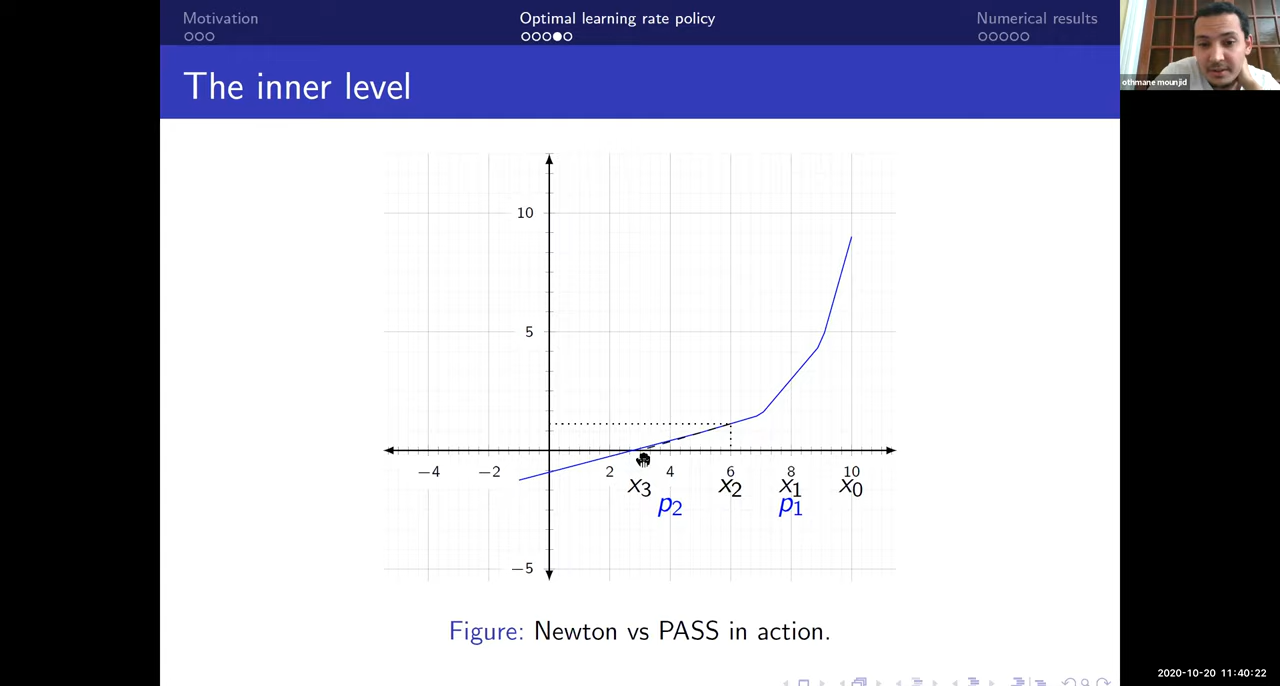 Motivation
Optimal learning rate policy
Numerical results
The inner level
othmane mounjid
10
5
−4 −2 2 4 6 8 10
x3 x2 x1 x0
p2 p1
−5
Figure: Newton vs PASS in action.
2020-10-20 11:40:22